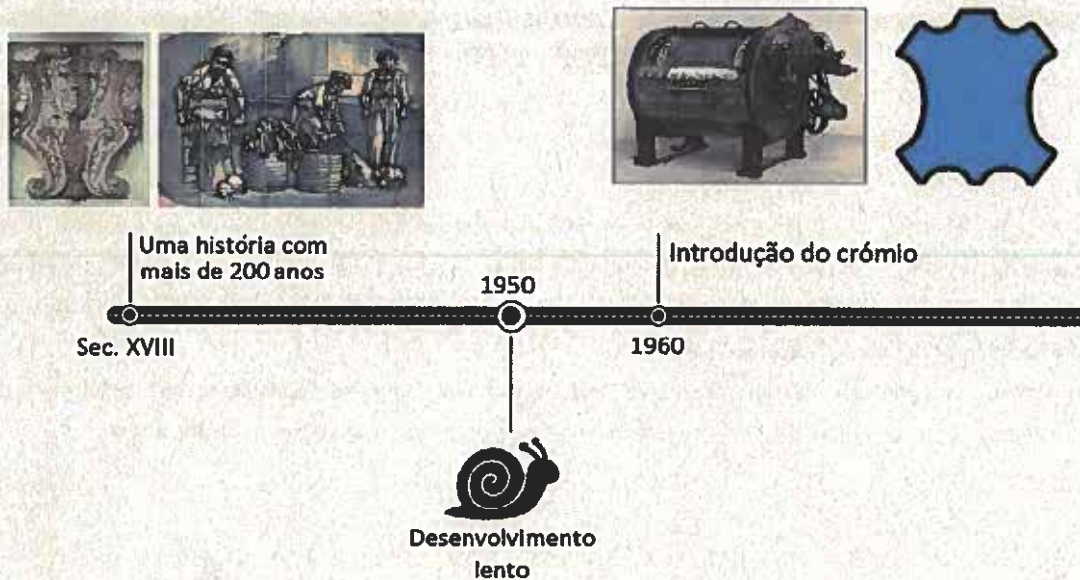 Uma história com
mais de 200 anos
Introdução do crómio
1950
Sec. XVIII
1960
Desenvolvimento
lento